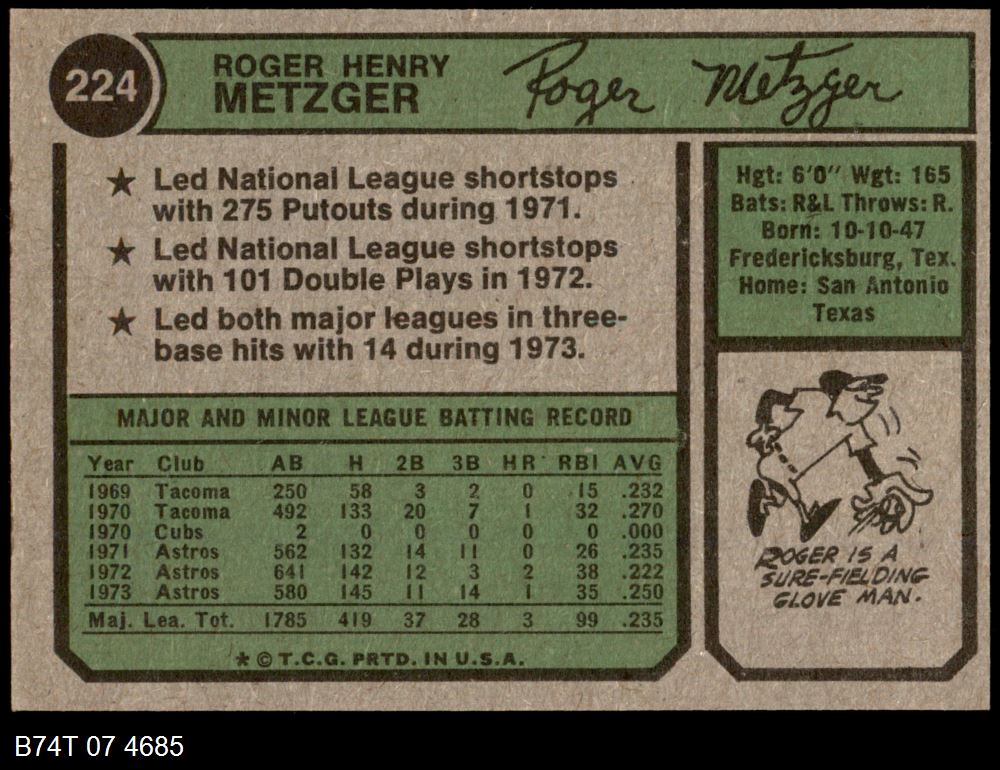 224
ROGER HENRY
METZGER
Roger Metzger
★ Led National League shortstops
with 275 Putouts during 1971.
★ Led National League shortstops
with 101 Double Plays in 1972.
★ Led both major leagues in three-
base hits with 14 during 1973.
Hgt: 6'0" Wgt: 165
Bats: R&L Throws: R.
Born: 10-10-47
Fredericksburg, Tex.
Home: San Antonio
Texas
MAJOR AND MINOR LEAGUE BATTING RECORD
Year Club AB H 2B 3B HR RBI AVG
1969 Tacoma 250 58 3 2 0 15 .232
1970 Tacoma 492 133 20 7 1 32 .270
1970 Cubs 2 0 0 0 0 0 .000
1971 Astros 562 132 14 11 0 26 .235
1972 Astros 641 142 12 3 2 38 .222
1973 Astros 580 145 11 14 1 35 .250
Maj. Lea. Tot. 1785 419 37 28 3 99 .235
★ © T.C.G. PRTD. IN U.S.A.
ROGER IS A
SURE-FIELDING
GLOVE MAN.
B74T 07 4685